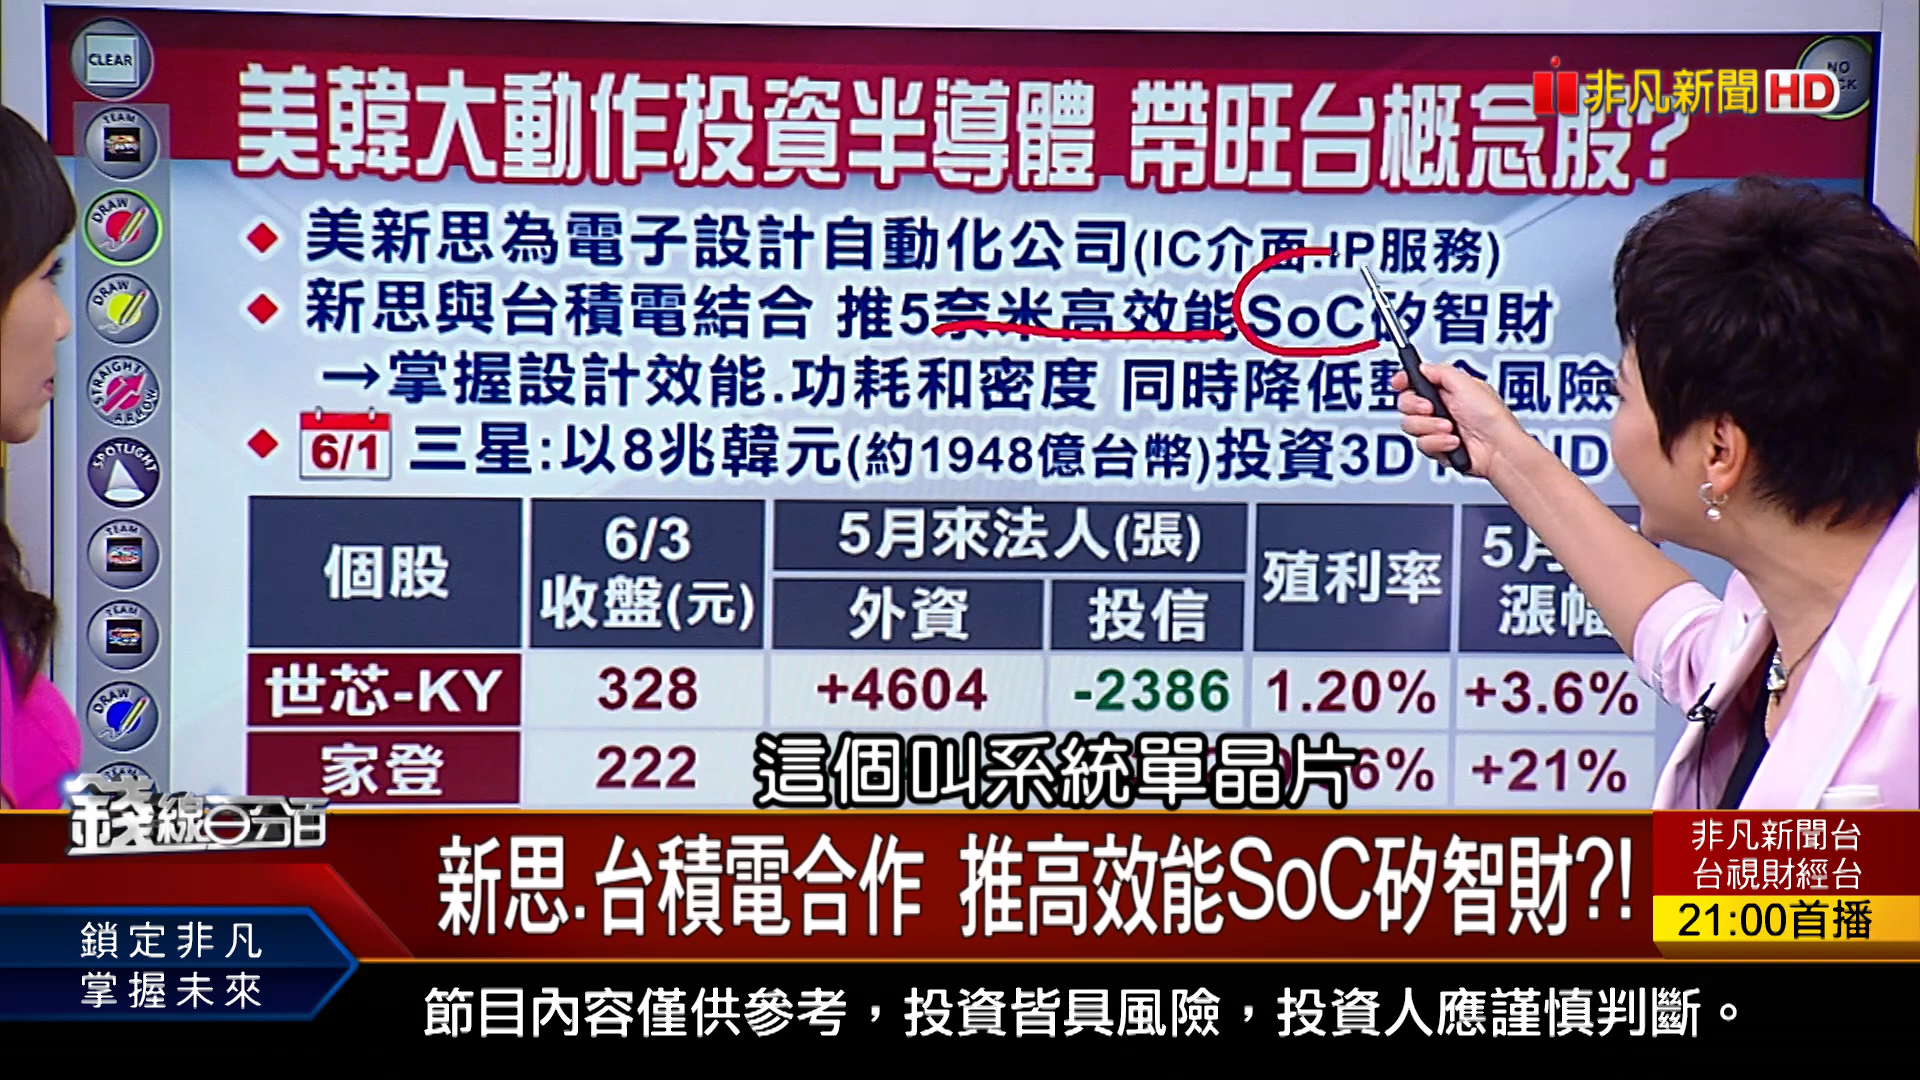 CLEAR
TEAM
DRAW
DRAW
STRAIGHT
ARROW
SPOTLIGHT
TEAM
TEAM
DRAW
TEAM
NO
非凡新聞HD
美韓大動作投資半導體 帶旺台概念股?
美新思為電子設計自動化公司(IC介面.IP服務)
新思與台積電結合 推5奈米高效能SoC矽智財
→掌握設計效能.功耗和密度 同時降低整合風險
6/1 三星:以8兆韓元(約1948億台幣)投資3D
個股 6/3 收盤(元) 5月來法人(張) 外資 投信 殖利率 5月 漲幅
世芯-KY 328 +4604 -2386 1.20% +3.6%
家登 222 6% +21%
這個叫系統單晶片
錢線百分百
新思.台積電合作 推高效能SoC矽智財?!
非凡新聞台
台視財經台
21:00首播
鎖定非凡
掌握未來
節目內容僅供參考，投資皆具風險，投資人應謹慎判斷。